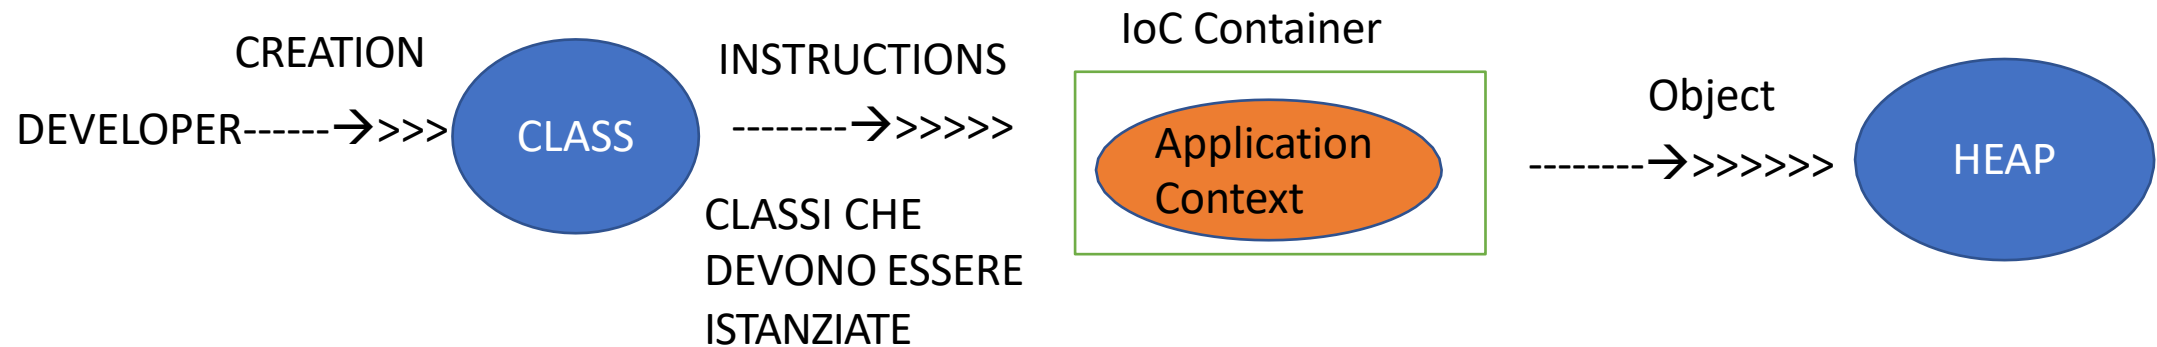 CREATION
DEVELOPER------→>>>
CLASS
INSTRUCTIONS
--------→>>>>>
CLASSI CHE
DEVONO ESSERE
ISTANZIATE
IoC Container
Application
Context
Object
--------→>>>>>>
HEAP